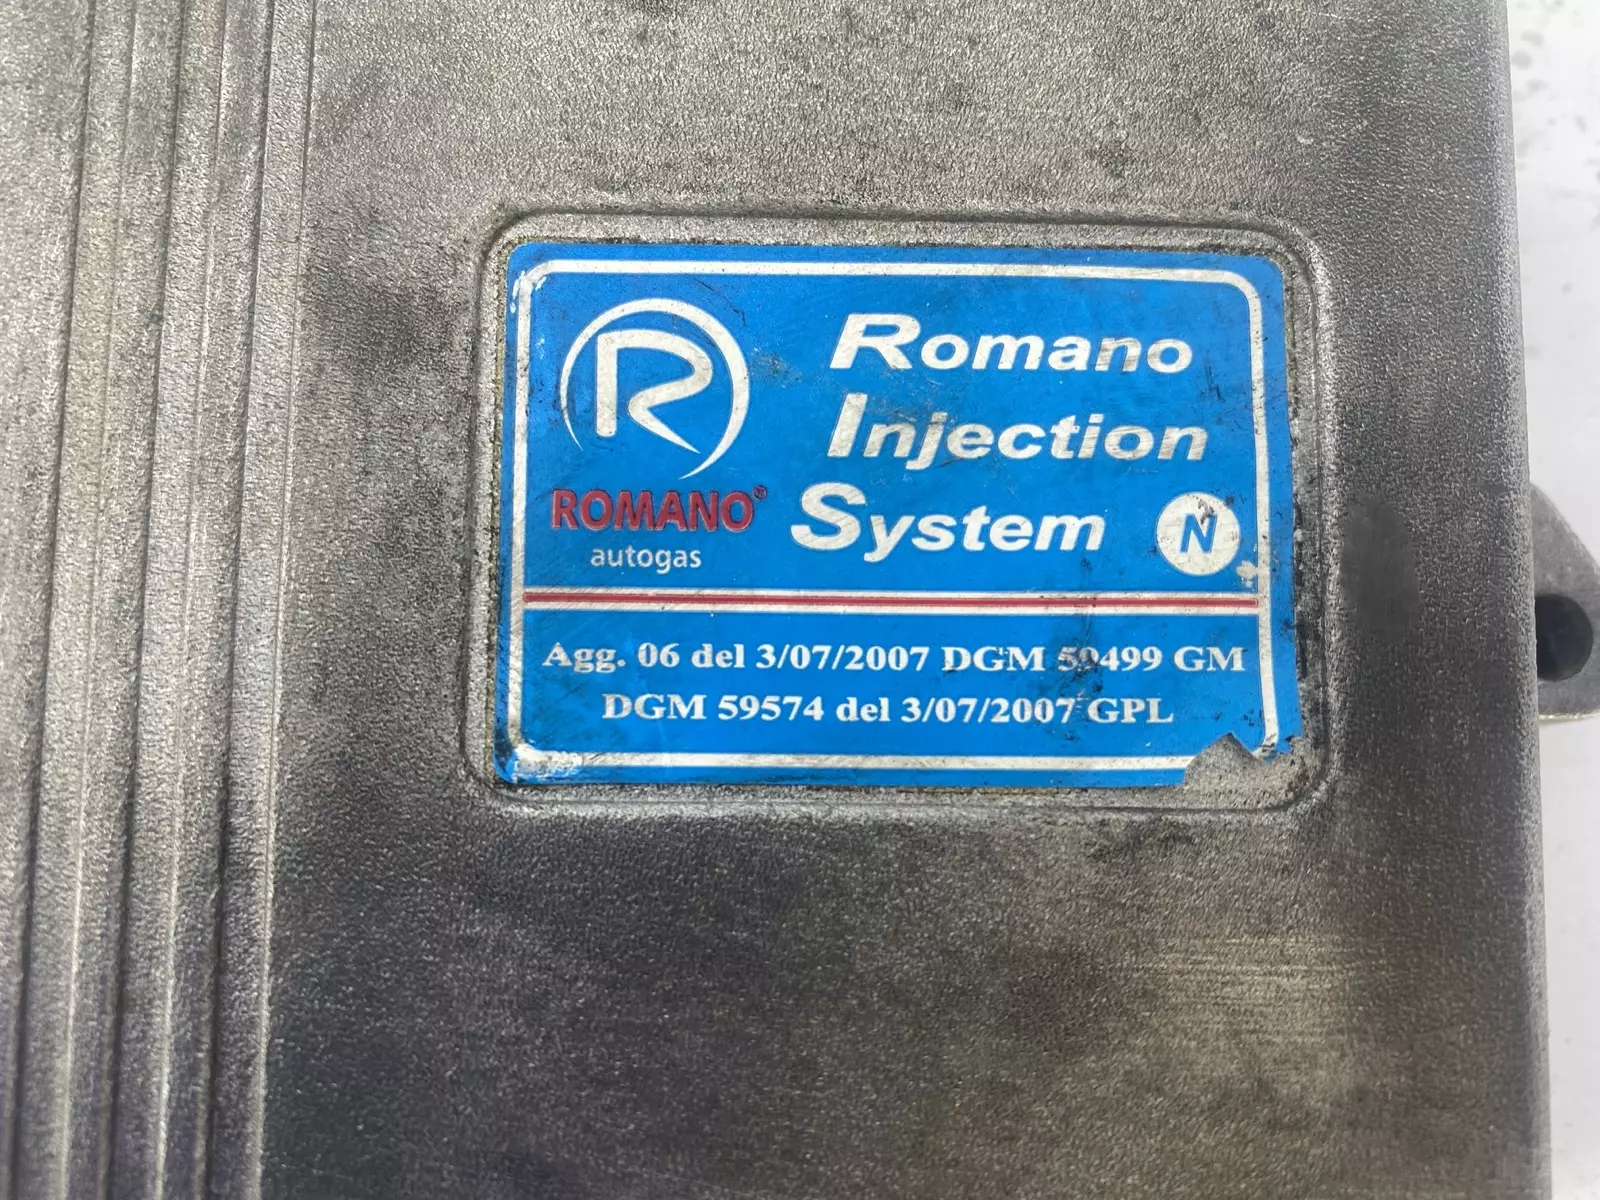 R
ROMANO®
autogas
Romano
Injection
System N
Agg. 06 del 3/07/2007 DGM 59499 GM
DGM 59574 del 3/07/2007 GPL